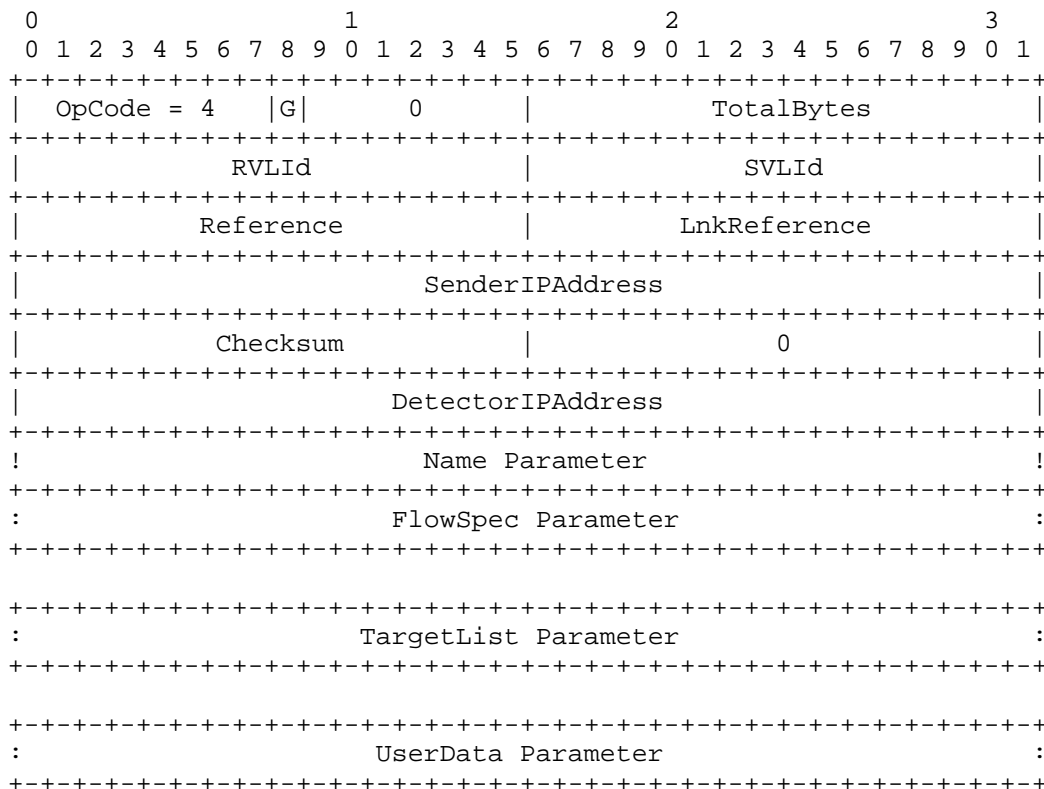 0                   1                   2                   3
 0 1 2 3 4 5 6 7 8 9 0 1 2 3 4 5 6 7 8 9 0 1 2 3 4 5 6 7 8 9 0 1
+-+-+-+-+-+-+-+-+-+-+-+-+-+-+-+-+-+-+-+-+-+-+-+-+-+-+-+-+-+-+-+-+
|  OpCode = 4   |G|      0      |           TotalBytes          |
+-+-+-+-+-+-+-+-+-+-+-+-+-+-+-+-+-+-+-+-+-+-+-+-+-+-+-+-+-+-+-+-+
|             RVLId             |             SVLId             |
+-+-+-+-+-+-+-+-+-+-+-+-+-+-+-+-+-+-+-+-+-+-+-+-+-+-+-+-+-+-+-+-+
|           Reference           |         LnkReference          |
+-+-+-+-+-+-+-+-+-+-+-+-+-+-+-+-+-+-+-+-+-+-+-+-+-+-+-+-+-+-+-+-+
|                         SenderIPAddress                       |
+-+-+-+-+-+-+-+-+-+-+-+-+-+-+-+-+-+-+-+-+-+-+-+-+-+-+-+-+-+-+-+-+
|            Checksum           |               0               |
+-+-+-+-+-+-+-+-+-+-+-+-+-+-+-+-+-+-+-+-+-+-+-+-+-+-+-+-+-+-+-+-+
|                       DetectorIPAddress                       |
+-+-+-+-+-+-+-+-+-+-+-+-+-+-+-+-+-+-+-+-+-+-+-+-+-+-+-+-+-+-+-+-+
!                         Name Parameter                        !
+-+-+-+-+-+-+-+-+-+-+-+-+-+-+-+-+-+-+-+-+-+-+-+-+-+-+-+-+-+-+-+-+
:                       FlowSpec Parameter                      :
+-+-+-+-+-+-+-+-+-+-+-+-+-+-+-+-+-+-+-+-+-+-+-+-+-+-+-+-+-+-+-+-+

+-+-+-+-+-+-+-+-+-+-+-+-+-+-+-+-+-+-+-+-+-+-+-+-+-+-+-+-+-+-+-+-+
:                     TargetList Parameter                      :
+-+-+-+-+-+-+-+-+-+-+-+-+-+-+-+-+-+-+-+-+-+-+-+-+-+-+-+-+-+-+-+-+

+-+-+-+-+-+-+-+-+-+-+-+-+-+-+-+-+-+-+-+-+-+-+-+-+-+-+-+-+-+-+-+-+
:                      UserData Parameter                       :
+-+-+-+-+-+-+-+-+-+-+-+-+-+-+-+-+-+-+-+-+-+-+-+-+-+-+-+-+-+-+-+-+